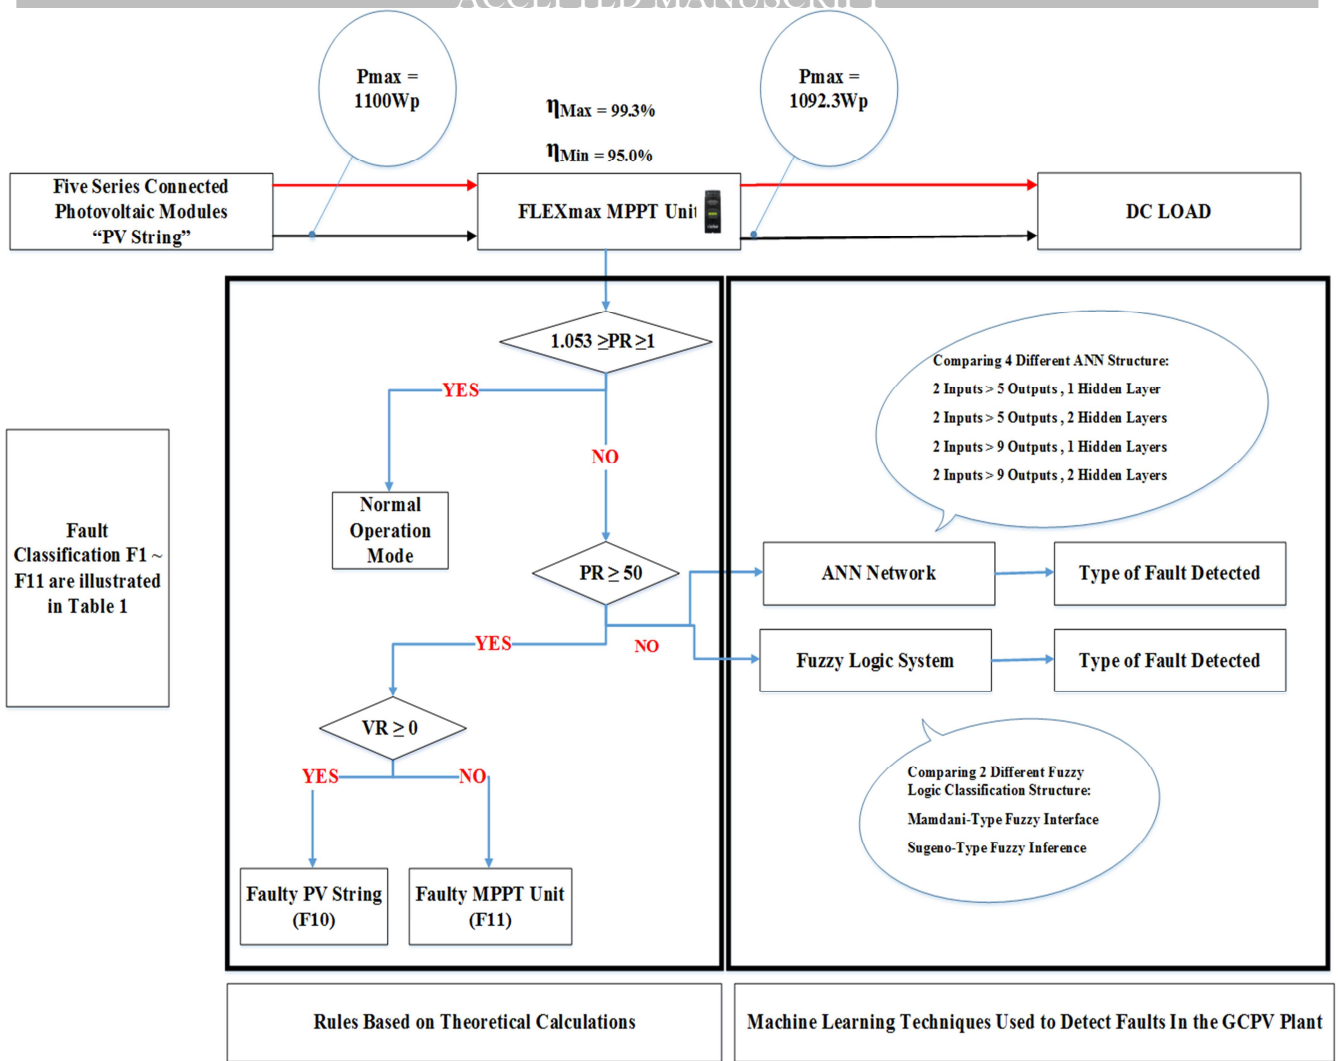 ACCEPTED MANUSCRIPT
Pmax =
1100Wp
ηMax = 99.3%
ηMin = 95.0%
Pmax =
1092.3Wp
Five Series Connected
Photovoltaic Modules
“PV String”
FLEXmax MPPT Unit
DC LOAD
1.053 ≥PR≥1
YES
NO
Normal
Operation
Mode
Fault
Classification F1 ~
F11 are illustrated
in Table 1
PR ≥ 50
YES
NO
VR ≥ 0
YES
NO
Faulty PV String
(F10)
Faulty MPPT Unit
(F11)
Comparing 4 Different ANN Structure:
2 Inputs > 5 Outputs , 1 Hidden Layer
2 Inputs > 5 Outputs , 2 Hidden Layers
2 Inputs > 9 Outputs , 1 Hidden Layers
2 Inputs > 9 Outputs , 2 Hidden Layers
ANN Network
Type of Fault Detected
Fuzzy Logic System
Type of Fault Detected
Comparing 2 Different Fuzzy
Logic Classification Structure:
Mamdani-Type Fuzzy Interface
Sugeno-Type Fuzzy Inference
Rules Based on Theoretical Calculations
Machine Learning Techniques Used to Detect Faults In the GCPV Plant